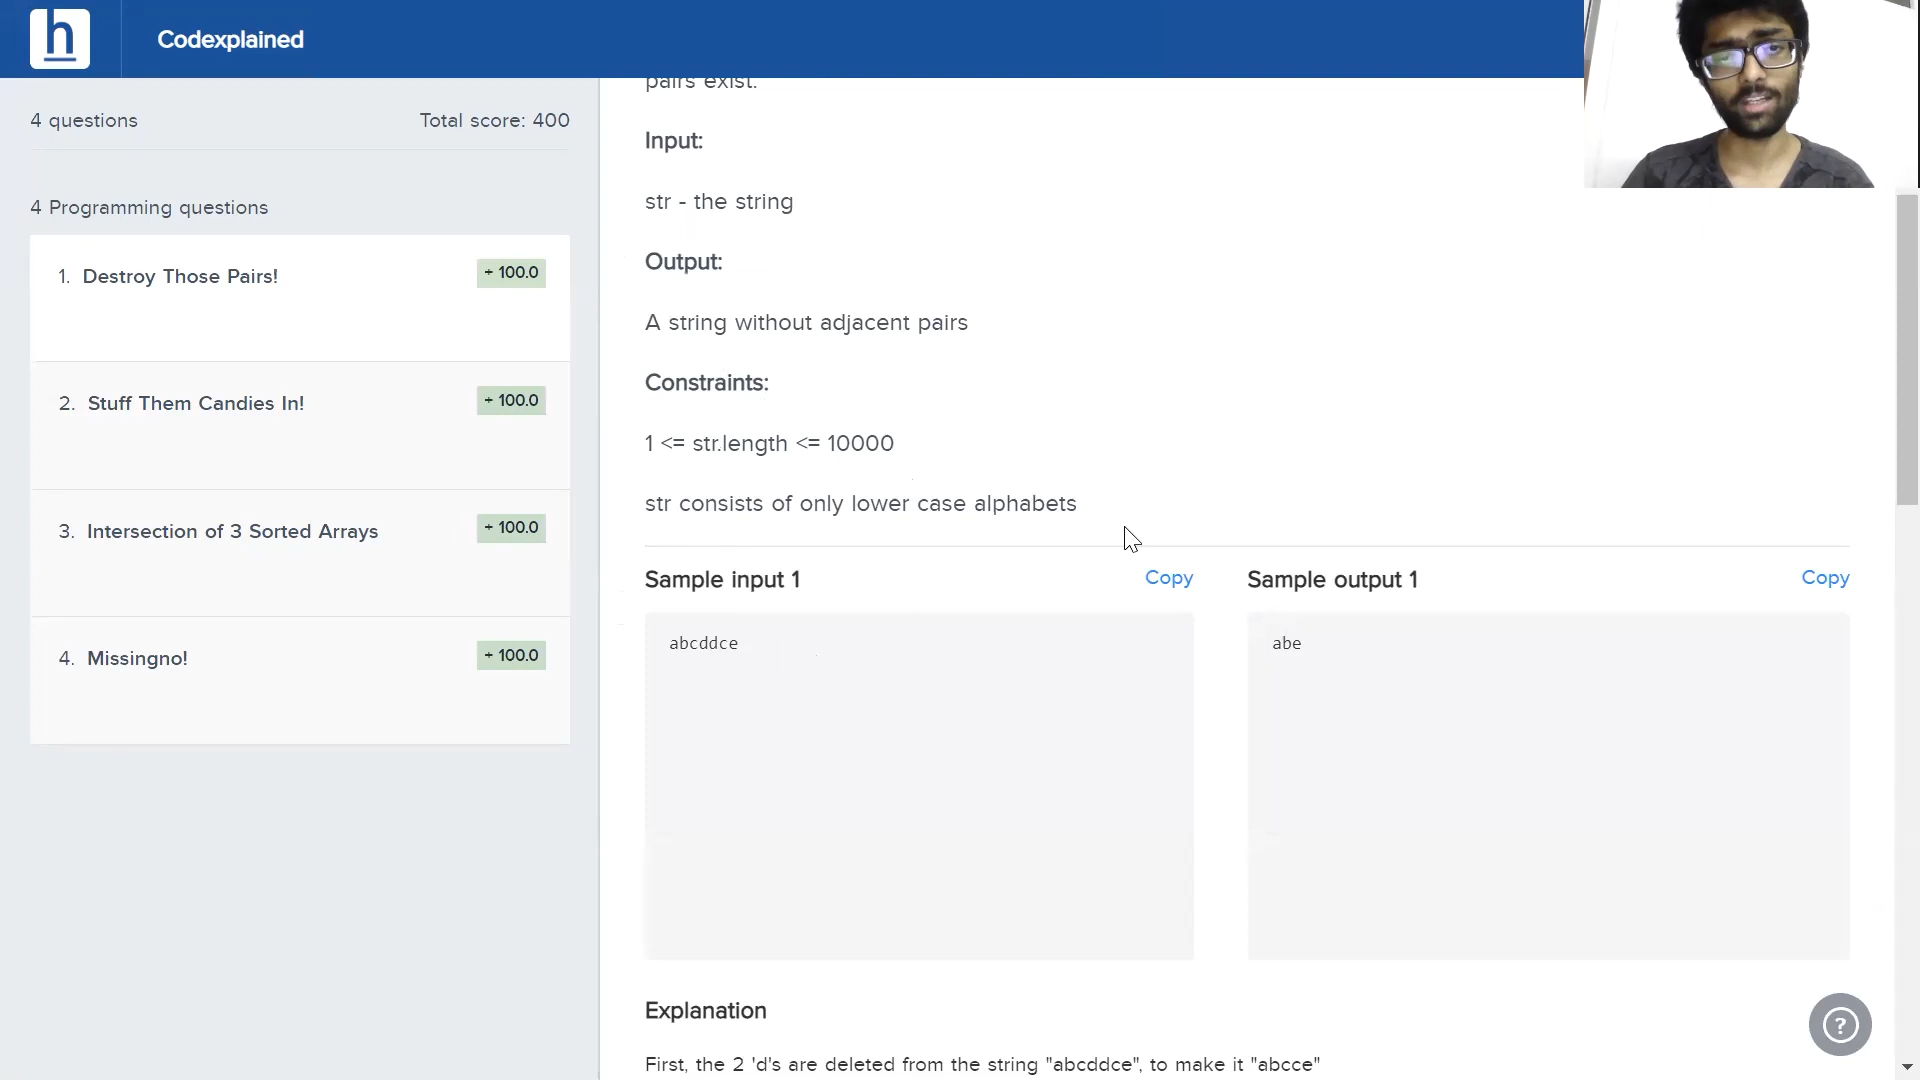 h
Codexplained
4 questions
Total score: 400
4 Programming questions
1. Destroy Those Pairs!
+ 100.0
2. Stuff Them Candies In!
+ 100.0
3. Intersection of 3 Sorted Arrays
+ 100.0
4. Missingno!
+ 100.0
pairs exist.
Input:
str - the string
Output:
A string without adjacent pairs
Constraints:
1 <= str.length <= 10000
str consists of only lower case alphabets
Sample input 1
Copy
Sample output 1
Copy
abcddce
abe
Explanation
First, the 2 'd's are deleted from the string "abcddce", to make it "abcce"
?